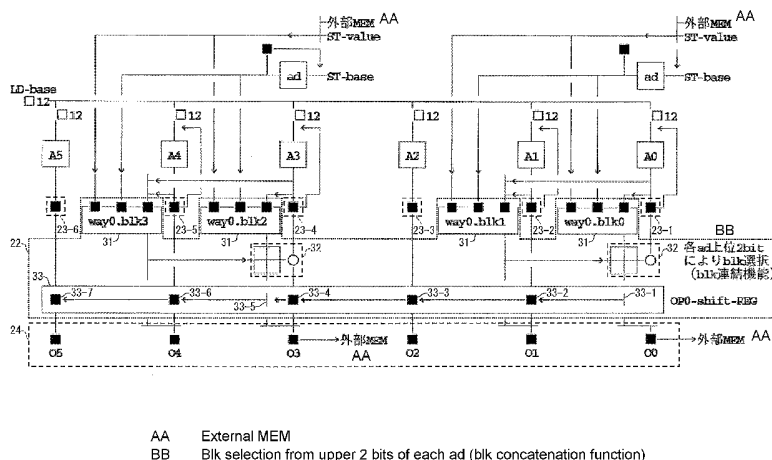 外部MEM AA 外部MEM AA
ST-value ST-value
ad ST-base ad ST-base
LD-base
12
12 12 12 12 12 12
A5 A4 A3 A2 A1 A0
way0.blk3 way0.blk2 way0.blk1 way0.blk0
23-6 31 23-5 31 23-4 23-3 31 23-2 31 23-1 BB
22 32 32 各ad上位2bit
によりblk選択
(blk連結機能)
33 33-7 33-6 33-5 33-4 33-3 33-2 33-1
OP0-shift-REG
24 外部MEM 外部MEM AA
O5 O4 O3 AA O2 O1 O0
AA External MEM
BB Blk selection from upper 2 bits of each ad (blk concatenation function)